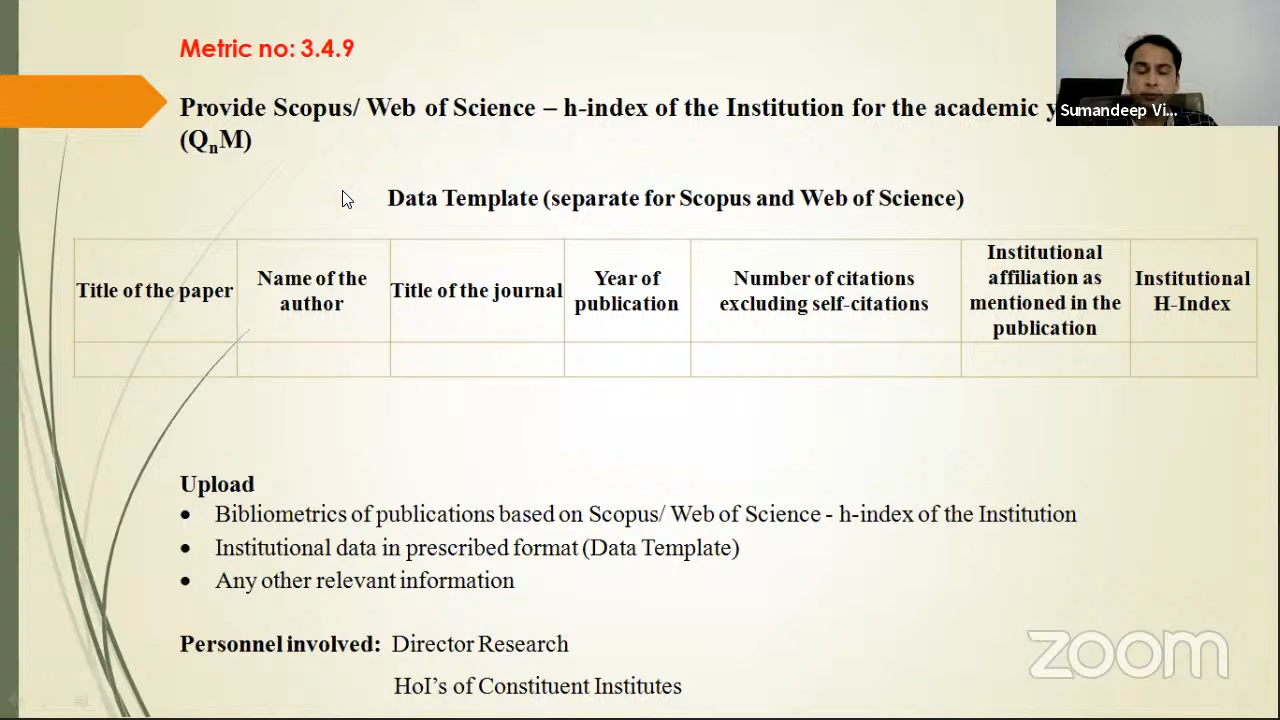 Metric no: 3.4.9
Provide Scopus/ Web of Science – h-index of the Institution for the academic
(QnM)
Sumandeep Vi...
Data Template (separate for Scopus and Web of Science)
Title of the paper
Name of the
author
Title of the journal
Year of
publication
Number of citations
excluding self-citations
Institutional
affiliation as
mentioned in the
publication
Institutional
H-Index
Upload
• Bibliometrics of publications based on Scopus/ Web of Science - h-index of the Institution
• Institutional data in prescribed format (Data Template)
• Any other relevant information
Personnel involved: Director Research
HoI's of Constituent Institutes
zoom